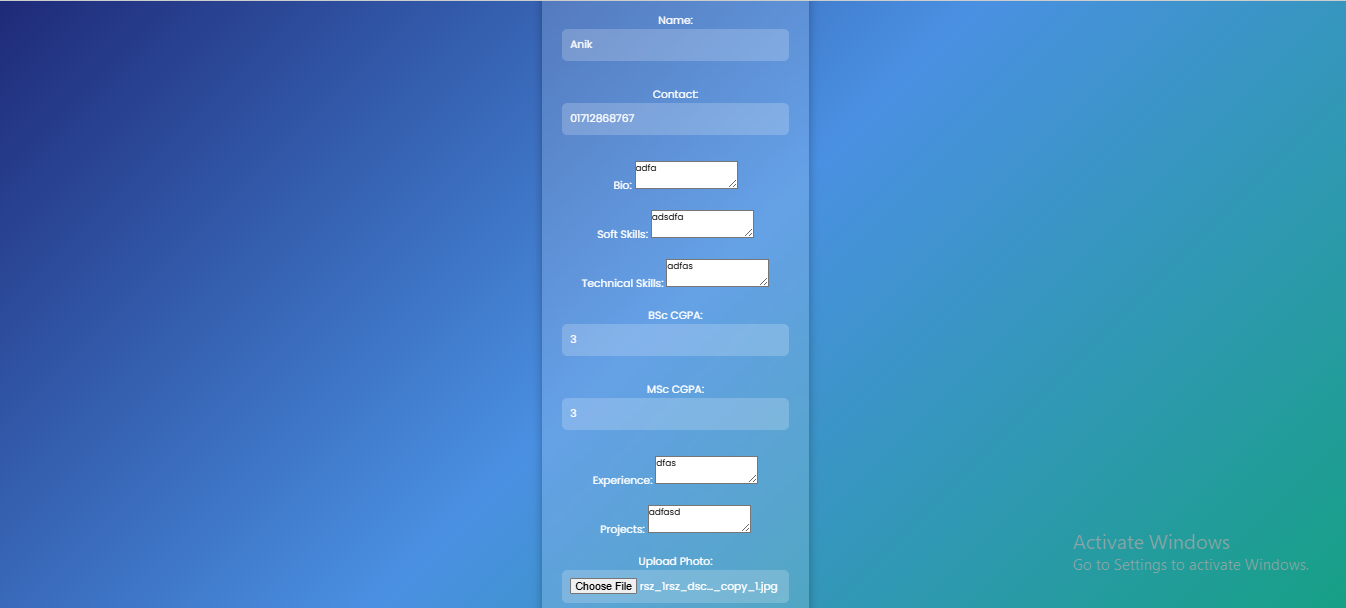 Name:
Anik
Contact:
01712868767
Bio: adfa
Soft Skills: adsdfa
Technical Skills: adfas
BSc CGPA:
3
MSc CGPA:
3
Experience: dfas
Projects: adfasd
Upload Photo:
Choose File rsz_1rsz_dsc..._copy_1.jpg
Activate Windows
Go to Settings to activate Windows.